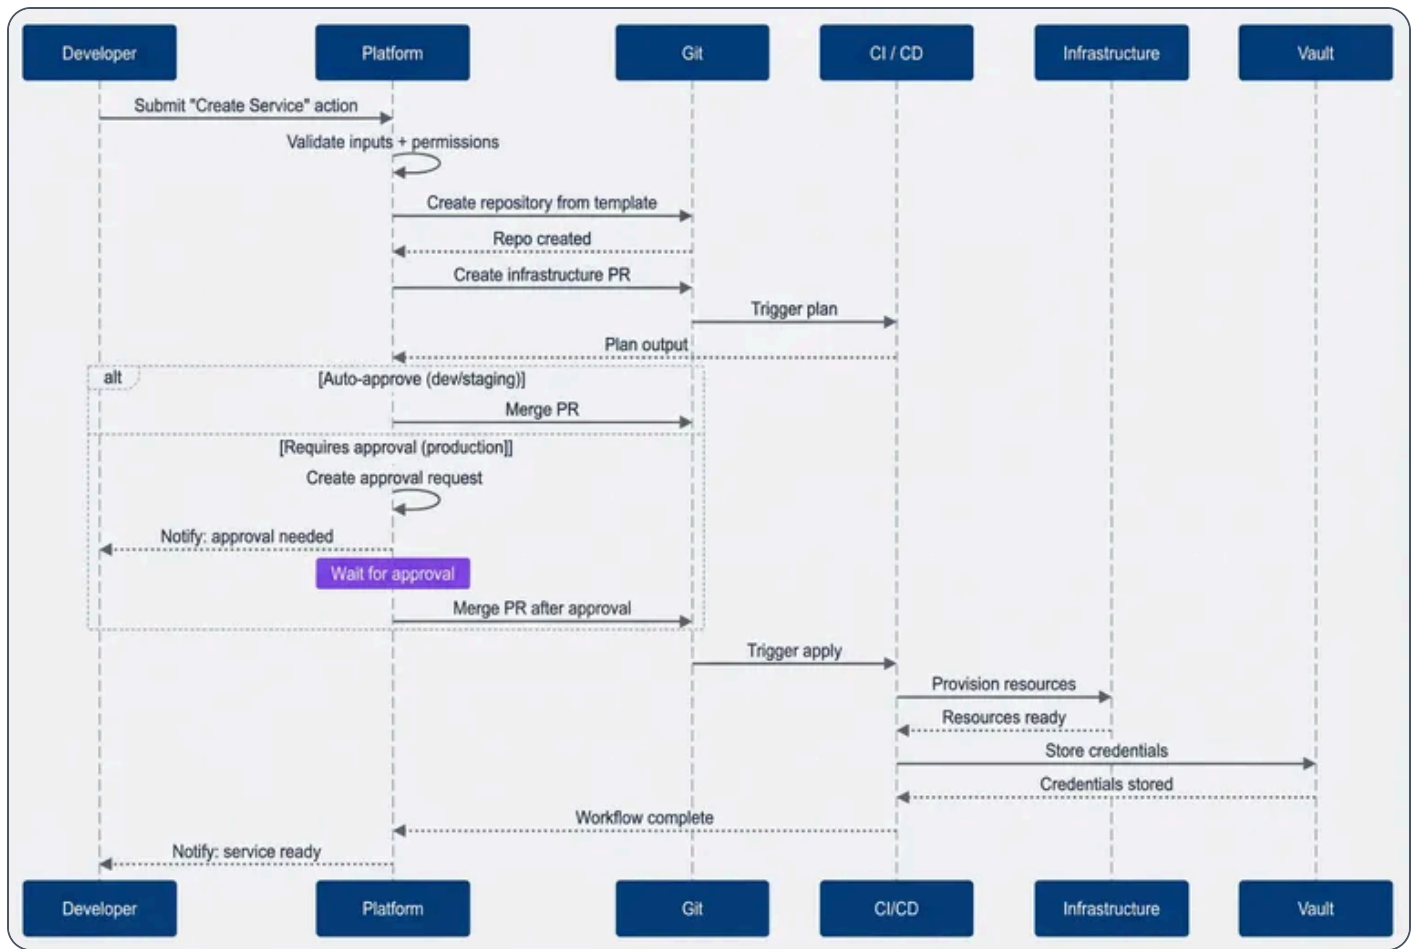 Developer
Platform
Git
CI / CD
Infrastructure
Vault
Submit "Create Service" action
Validate inputs + permissions
Create repository from template
Repo created
Create infrastructure PR
Trigger plan
Plan output
alt
[Auto-approve (dev/staging)]
Merge PR
[Requires approval (production]]
Create approval request
Notify: approval needed
Wait for approval
Merge PR after approval
Trigger apply
Provision resources
Resources ready
Store credentials
Credentials stored
Workflow complete
Notify: service ready
Developer
Platform
Git
CI/CD
Infrastructure
Vault